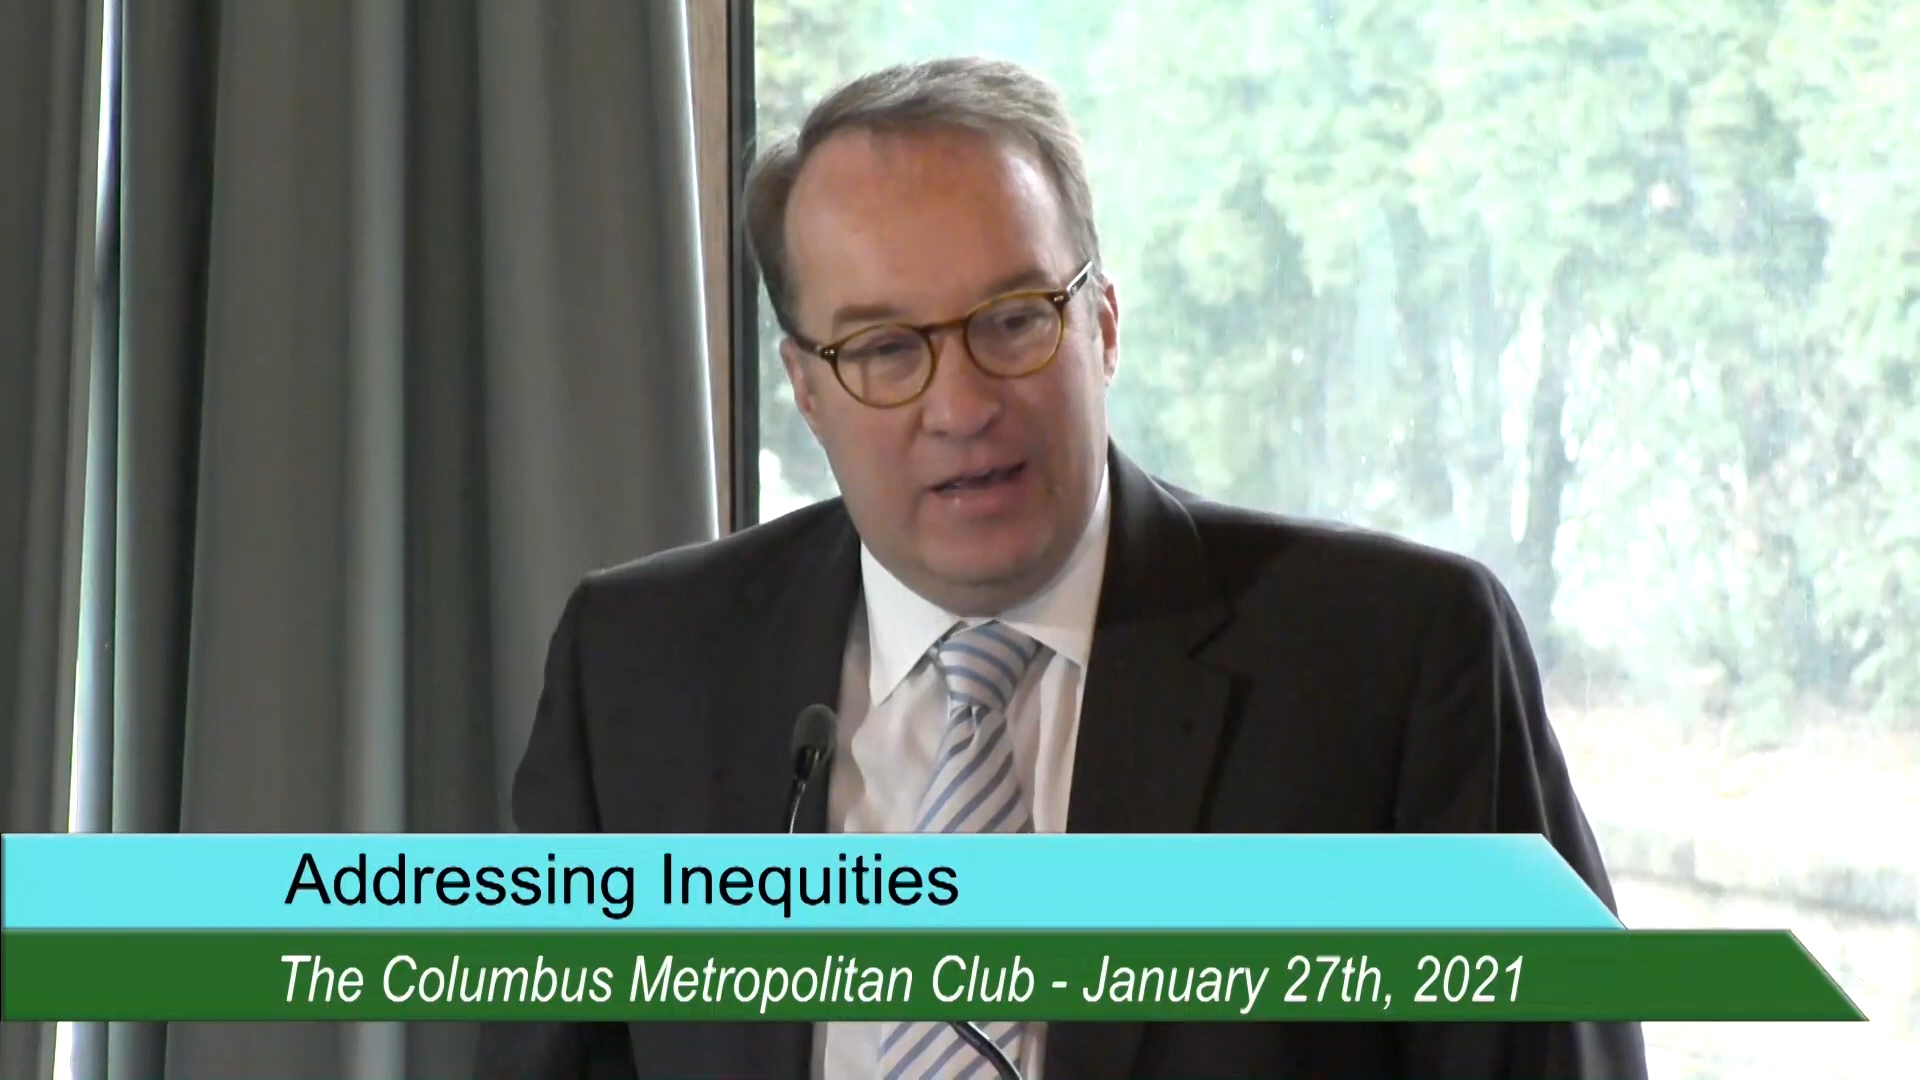 Addressing Inequities
The Columbus Metropolitan Club - January 27th, 2021